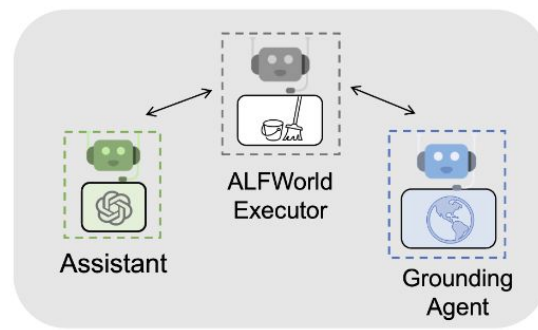 ALFWorld
Executor
Assistant
Grounding
Agent